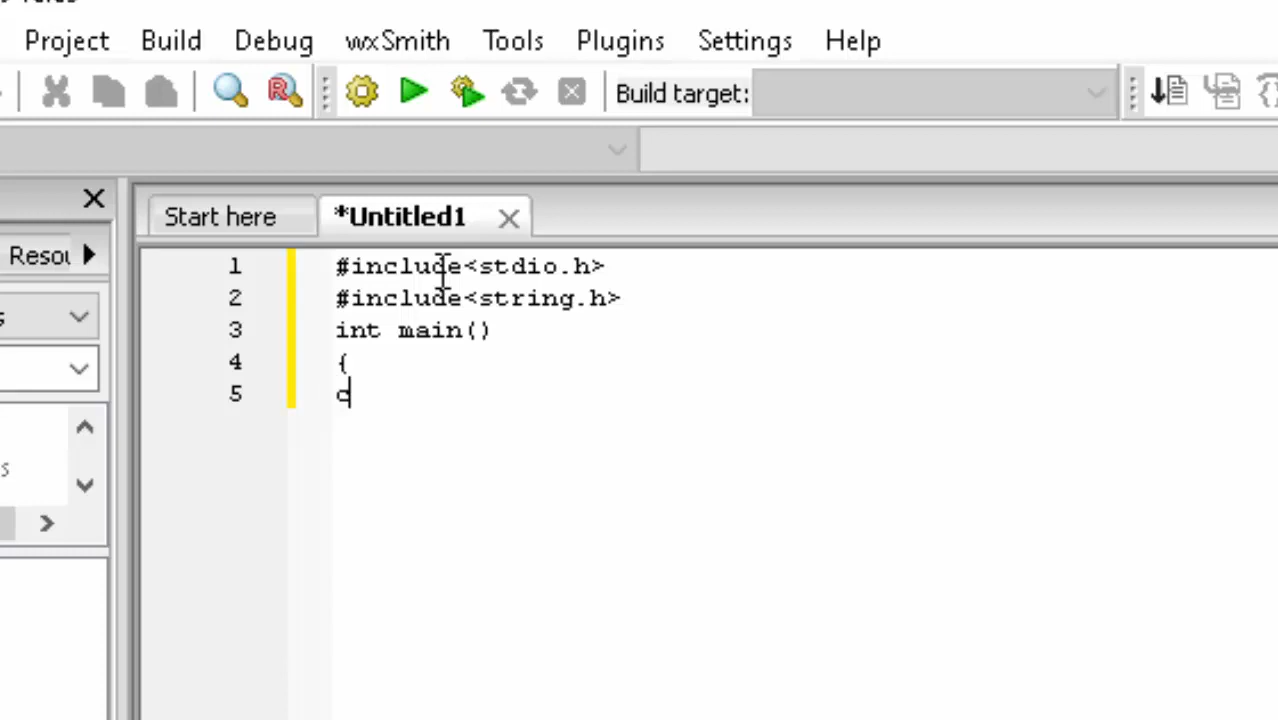 Project Build Debug wxSmith Tools Plugins Settings Help
Build target:
Start here *Untitled1
Resou
1 #include<stdio.h>
2 #include<string.h>
3 int main()
4 {
5 c
s